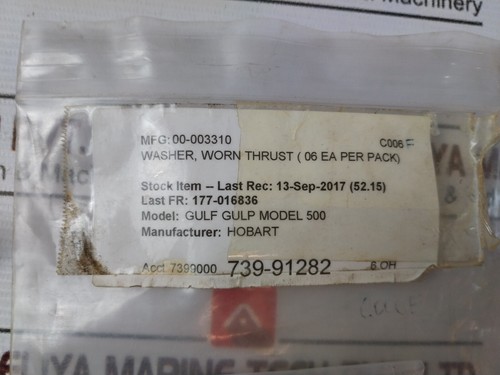 Machinery
MFG: 00-003310 C006F
WASHER, WORN THRUST ( 06 EA PER PACK)
Stock Item -- Last Rec: 13-Sep-2017 (52.15)
Last FR: 177-016836
Model: GULF GULP MODEL 500
Manufacturer: HOBART
Acct 7399000 739-91282 6 OH